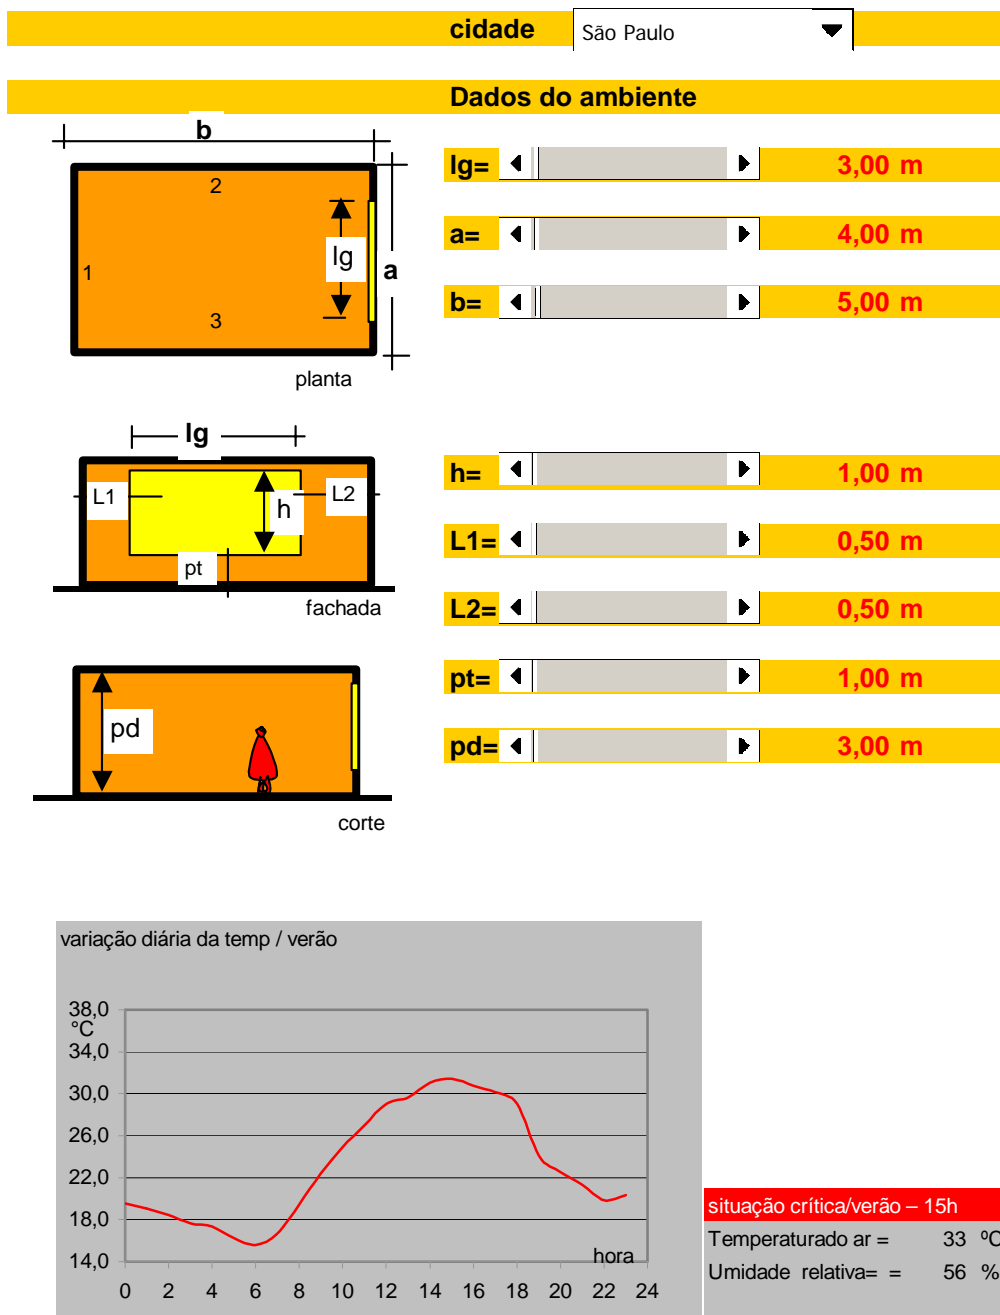 cidade São Paulo
Dados do ambiente
b
2
lg
a
1
3
planta
lg= 3,00 m
a= 4,00 m
b= 5,00 m
lg
L1
L2
h
pt
fachada
h= 1,00 m
L1= 0,50 m
L2= 0,50 m
pt= 1,00 m
pd= 3,00 m
pd
corte
variação diária da temp / verão
38,0
°C
34,0
30,0
26,0
22,0
18,0
14,0
hora
0 2 4 6 8 10 12 14 16 18 20 22 24
situação crítica/verão – 15h
Temperaturado ar = 33 ºC
Umidade relativa= = 56 %